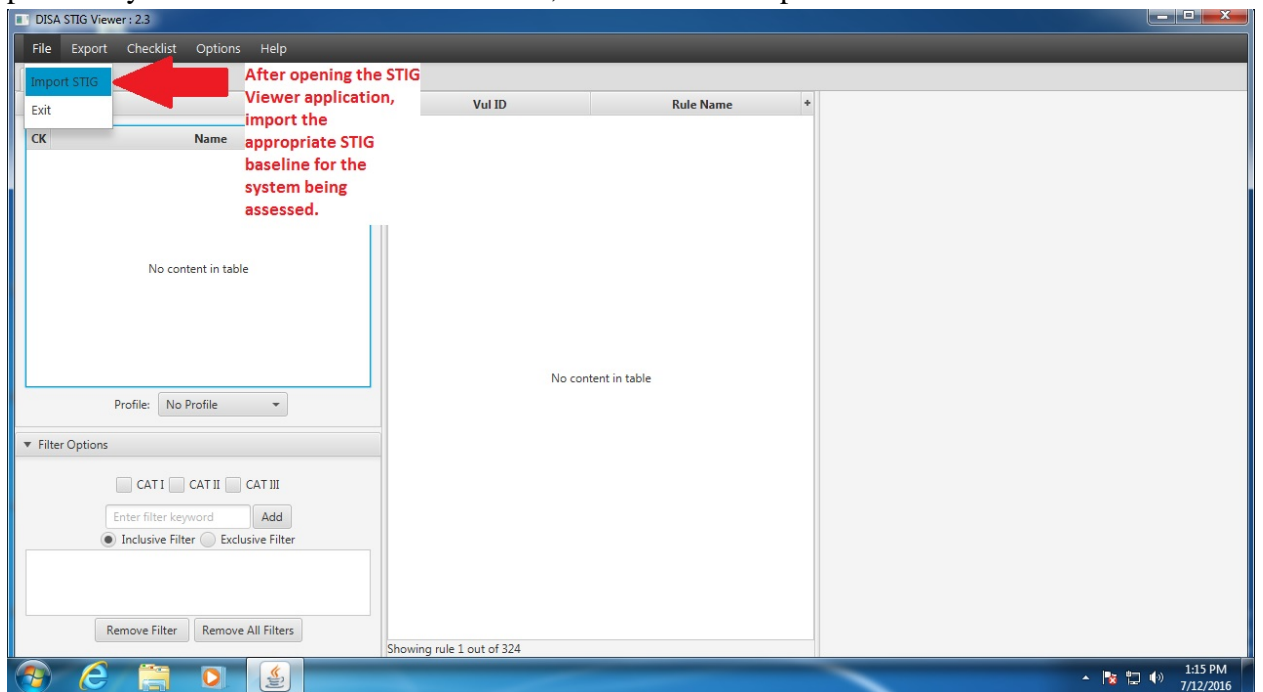 DISA STIG Viewer : 2.3
File Export Checklist Options Help
Import STIG
Exit
After opening the STIG
Viewer application,
import the
appropriate STIG
baseline for the
system being
assessed.
Vul ID Rule Name +
CK Name
No content in table
No content in table
Profile: No Profile
Filter Options
CAT I CAT II CAT III
Enter filter keyword Add
Inclusive Filter Exclusive Filter
Remove Filter Remove All Filters
Showing rule 1 out of 324
1:15 PM
7/12/2016